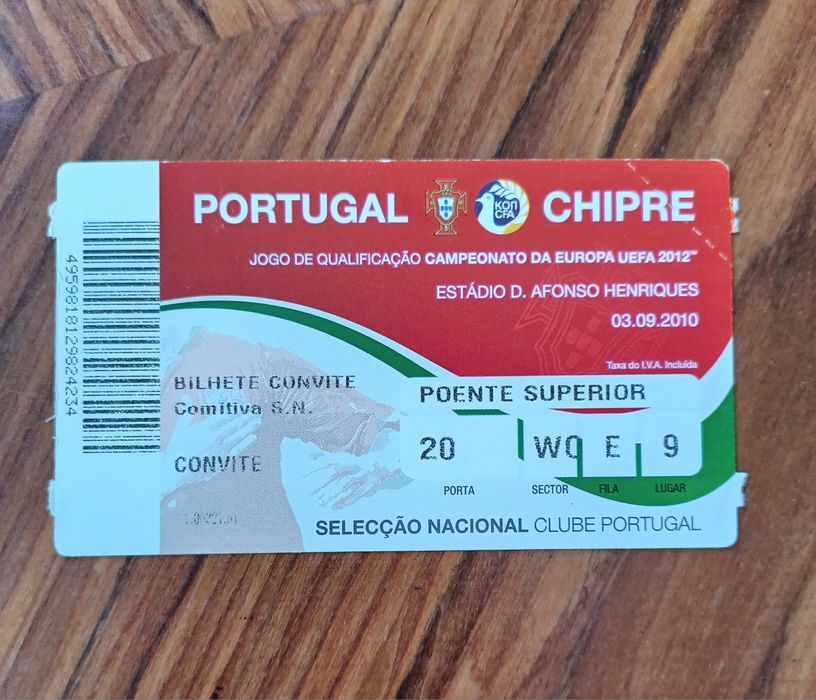 PORTUGAL КОП CFA CHIPRE
JOGO DE QUALIFICAÇÃO CAMPEONATO DA EUROPA UEFA 2012™
ESTÁDIO D. AFONSO HENRIQUES
03.09.2010
Taxa do I.V.A. Incluída
4959818129824234
BILHETE CONVITE
Comitiva S.N.
CONVITE
POENTE SUPERIOR
20 WO E 9
PORTA SECTOR FILA LUGAR
SELECÇÃO NACIONAL CLUBE PORTUGAL